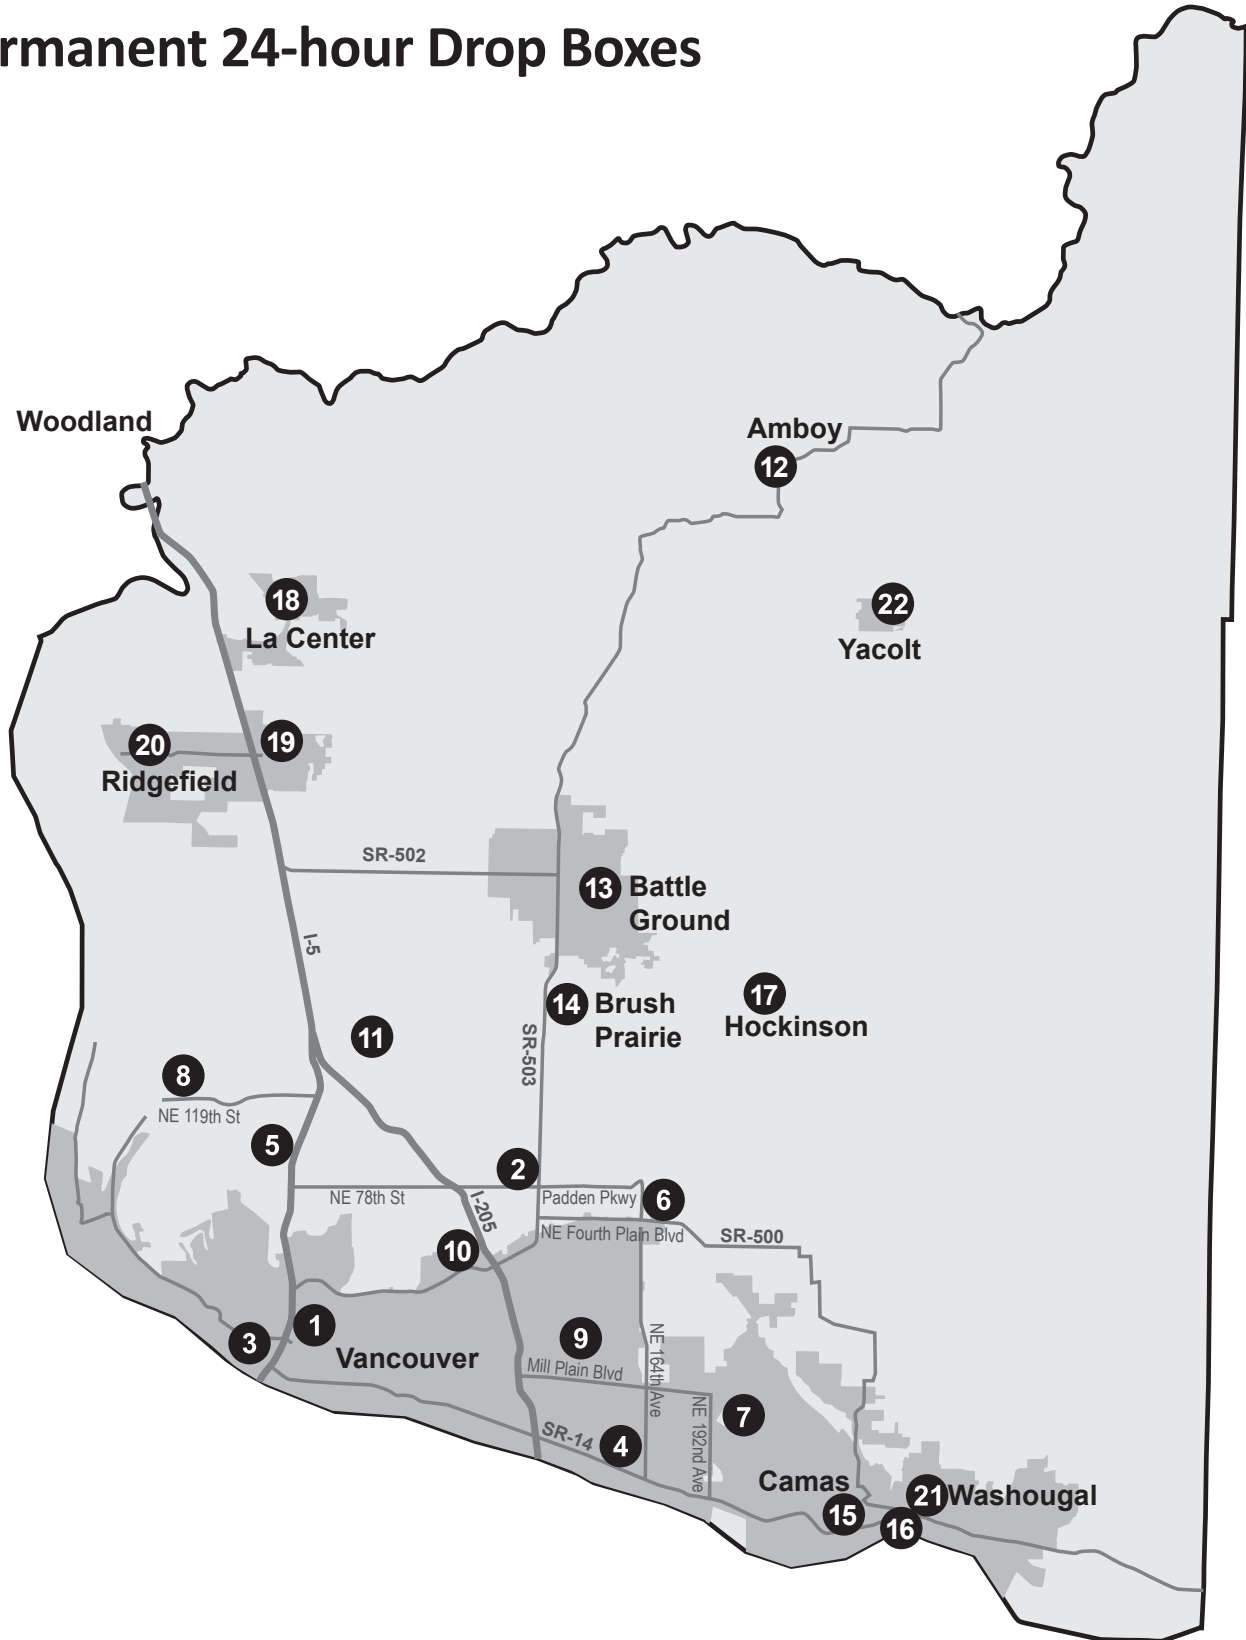 rmanent 24-hour Drop Boxes
Woodland
Amboy
12
18
La Center
22
Yacolt
20
19
Ridgefield
SR-502
13
Battle
Ground
I-5
14
Brush
Prairie
17
Hockinson
11
SR-503
8
NE 119th St
5
2
NE 78th St
Padden Pkwy
6
I-205
NE Fourth Plain Blvd
SR-500
10
1
3
Vancouver
9
Mill Plain Blvd
NE 164th Ave
NE 192nd Ave
7
SR-14
4
Camas
15
21
Washougal
16